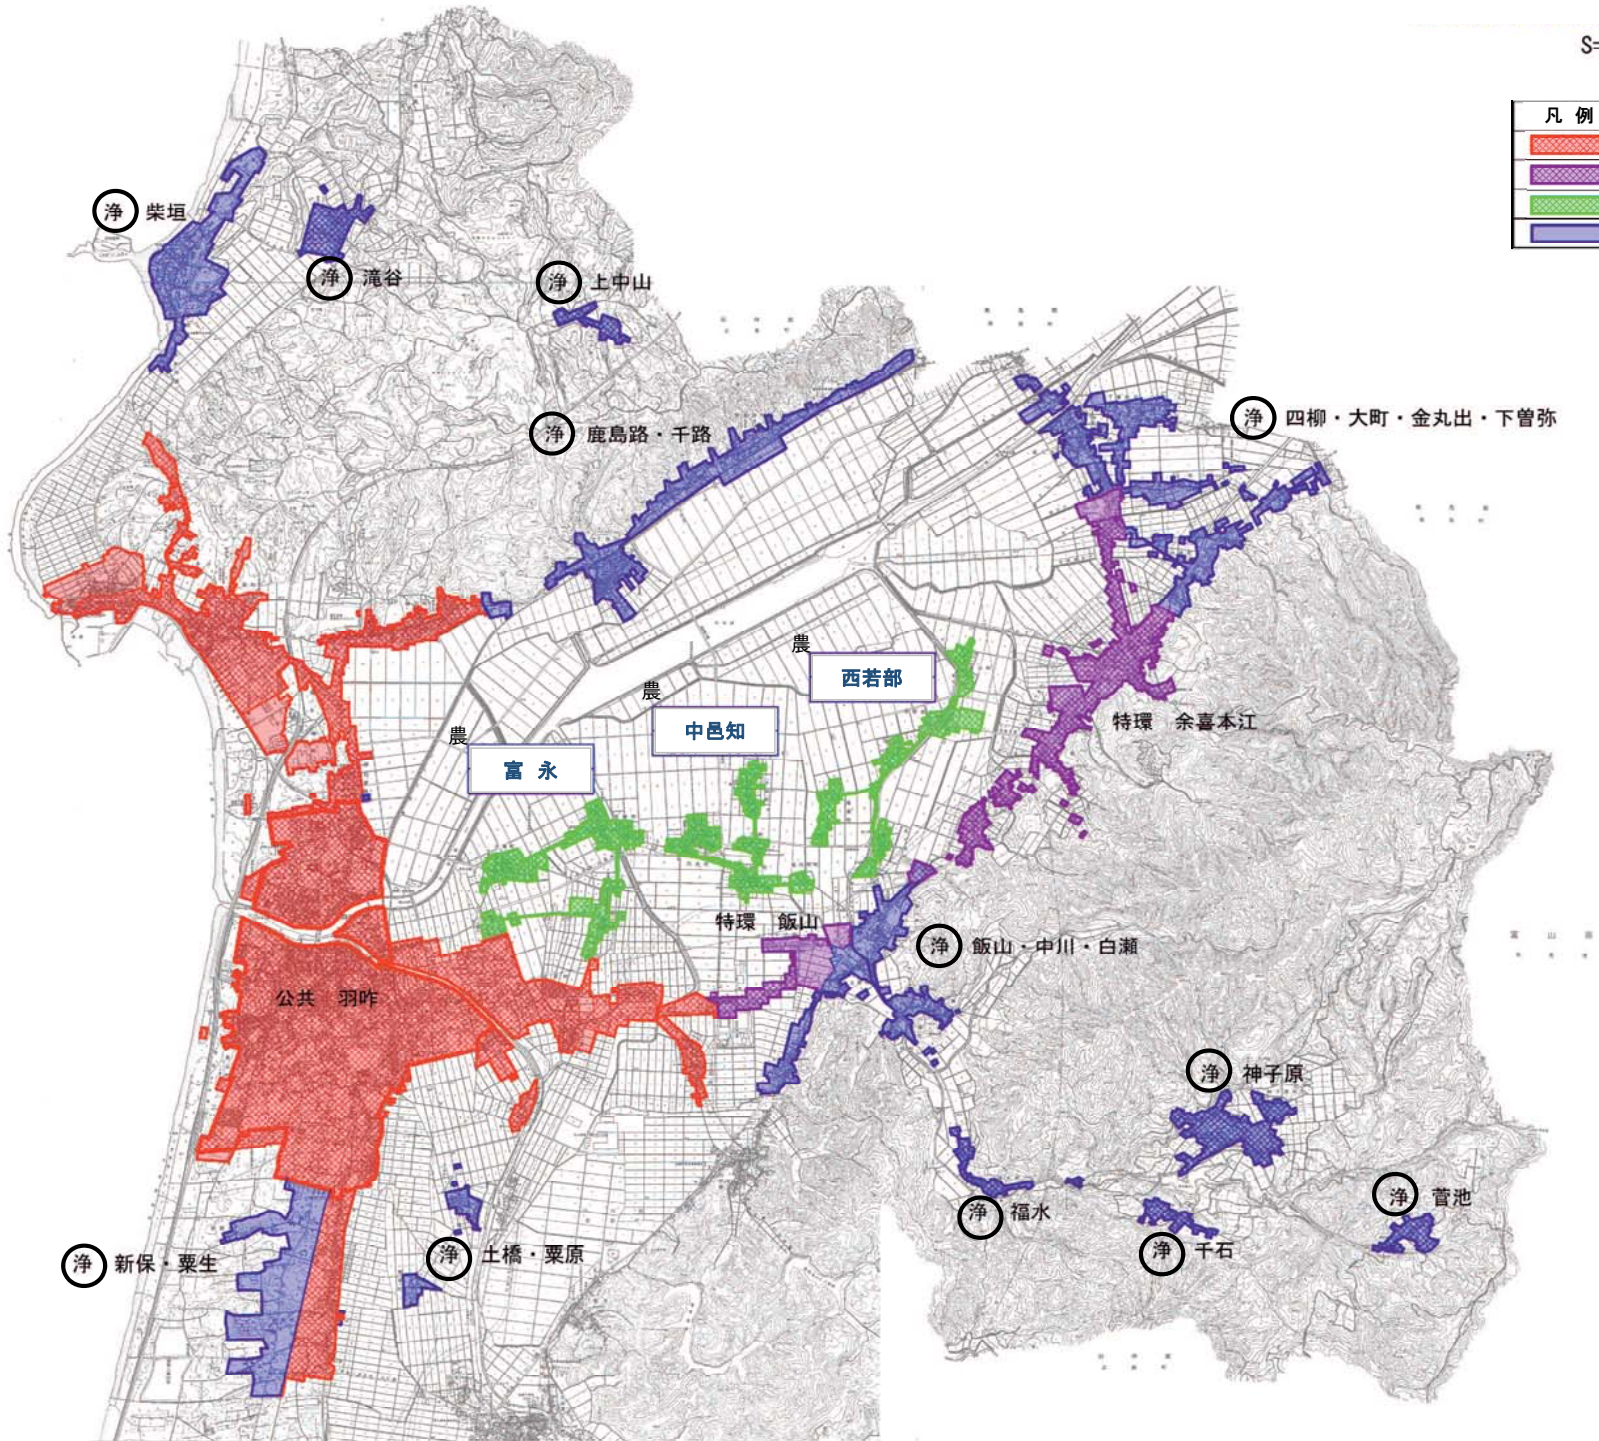 S=
凡 例
浄 柴垣
浄 滝谷
浄 上中山
浄 鹿島路・千路
浄 四柳・大町・金丸出・下曽祢
農
西若部
農
中邑知
農
富 永
特環 余喜本江
特環 飯山
浄 飯山・中川・白瀬
公共 羽咋
浄 神子原
浄 菅池
浄 福水
浄 千石
浄 土橋・粟原
浄 新保・粟生